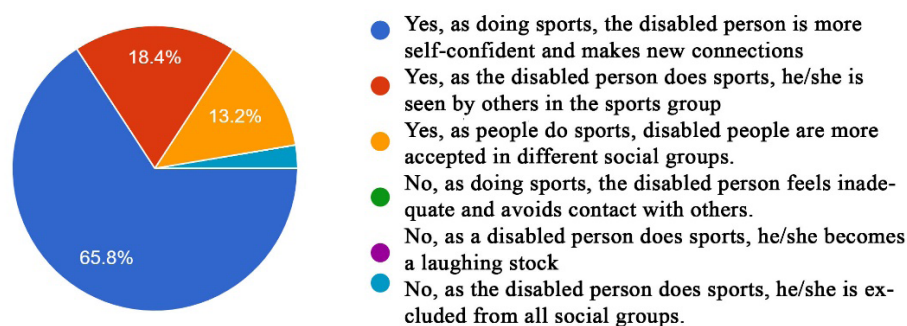 18.4%
13.2%
65.8%
Yes, as doing sports, the disabled person is more
self-confident and makes new connections
Yes, as the disabled person does sports, he/she is
seen by others in the sports group
Yes, as people do sports, disabled people are more
accepted in different social groups.
No, as doing sports, the disabled person feels inade-
quate and avoids contact with others.
No, as a disabled person does sports, he/she becomes
a laughing stock
No, as the disabled person does sports, he/she is ex-
cluded from all social groups.